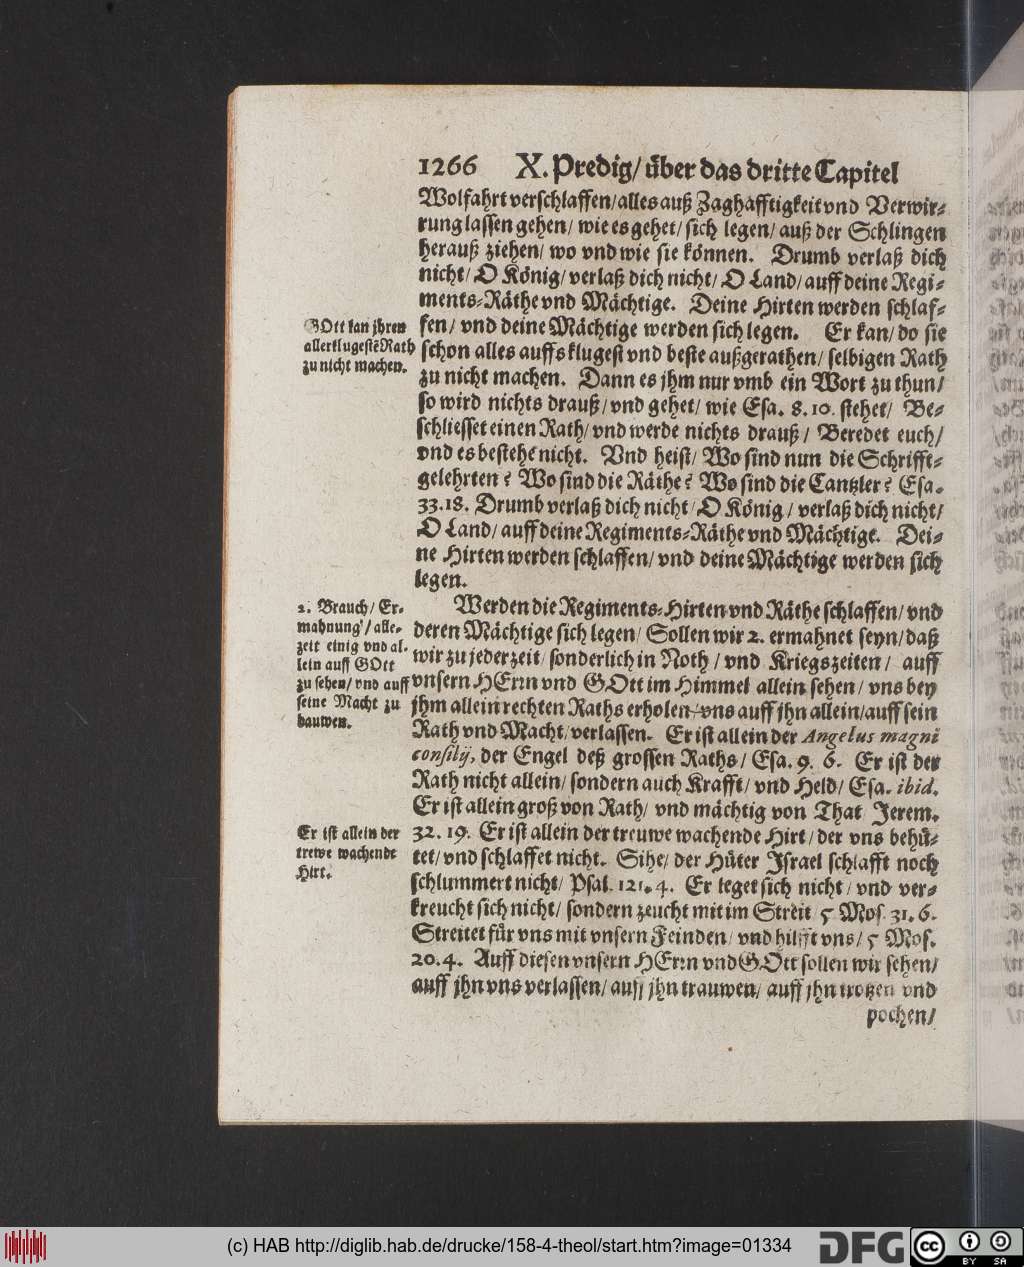 1266 X. Predig/ über das dritte Capitel
Wolfahrt verschlaffen/ alles auß Zaghafftigkeit vnd Verwir-
rung lassen gehen/ wie es gehet/ sich legen/ auß der Schlingen
herauß ziehen/ wo vnd wie sie können. Drumb verlaß dich
nicht/ O König/ verlaß dich nicht/ O Land/ auff deine Regi-
ments-Räthe vnd Mächtige. Deine Hirten werden schlaf-
fen/ vnd deine Mächtige werden sich legen. Er kan/ do sie
schon alles auffs klugest vnd beste außgerathen/ selbigen Rath
zu nicht machen. Dann es jhm nur vmb ein Wort zu thun/
so wird nichts drauß/ vnd gehet/ wie Esa. 8. 10. stehet/ Be-
schliesset einen Rath/ vnd werde nichts drauß/ Beredet euch/
vnd es bestehe nicht. Vnd heist/ Wo sind nun die Schrifft-
gelehrten? Wo sind die Räthe? Wo sind die Cantzler? Esa.
33. 18. Drumb verlaß dich nicht/ O König/ verlaß dich nicht/
O Land/ auff deine Regiments-Räthe vnd Mächtige. Dei-
ne Hirten werden schlaffen/ vnd deine Mächtige werden sich
legen.
GOtt kan jhren
allerklugestē Rath
zu nicht machen.
Werden die Regiments-Hirten vnd Räthe schlaffen/ vnd
deren Mächtige sich legen/ Sollen wir 2. ermahnet seyn/ daß
wir zu jederzeit/ sonderlich in Noth/ vnd Kriegszeiten/ auff
vnsern HErrn vnd GOtt im Himmel allein sehen/ vns bey
jhm allein rechten Raths erholen/ vns auff jhn allein/ auff sein
Rath vnd Macht/ verlassen. Er ist allein der Angelus magni
consilij, der Engel deß grossen Raths/ Esa. 9. 6. Er ist der
Rath nicht allein/ sondern auch Krafft/ vnd Held/ Esa. ibid.
Er ist allein groß von Rath/ vnd mächtig von That/ Jerem.
32. 19. Er ist allein der treuwe wachende Hirt/ der vns behü-
tet/ vnd schlaffet nicht. Sihe/ der Hüter Israel schlafft noch
schlummert nicht/ Psal. 121. 4. Er leget sich nicht/ vnd ver-
kreucht sich nicht/ sondern zeucht mit im Streit/ 5 Mos. 31. 6.
Streitet für vns mit vnsern Feinden/ vnd hilfft vns/ 5 Mos.
20. 4. Auff diesen vnsern HErrn vnd GOtt sollen wir sehen/
auff jhn vns verlassen/ auff jhn trauwen/ auff jhn trotzen vnd
pochen/
2. Brauch/ Er-
mahnung/ alle-
zeit einig vnd al-
lein auff GOtt
zu sehen/ vnd auff
seine Macht zu
bauwen.
Er ist allein der
trewe wachende
Hirt.
(c) HAB http://diglib.hab.de/drucke/158-4-theol/start.htm?image=01334
DFG
cc BY SA